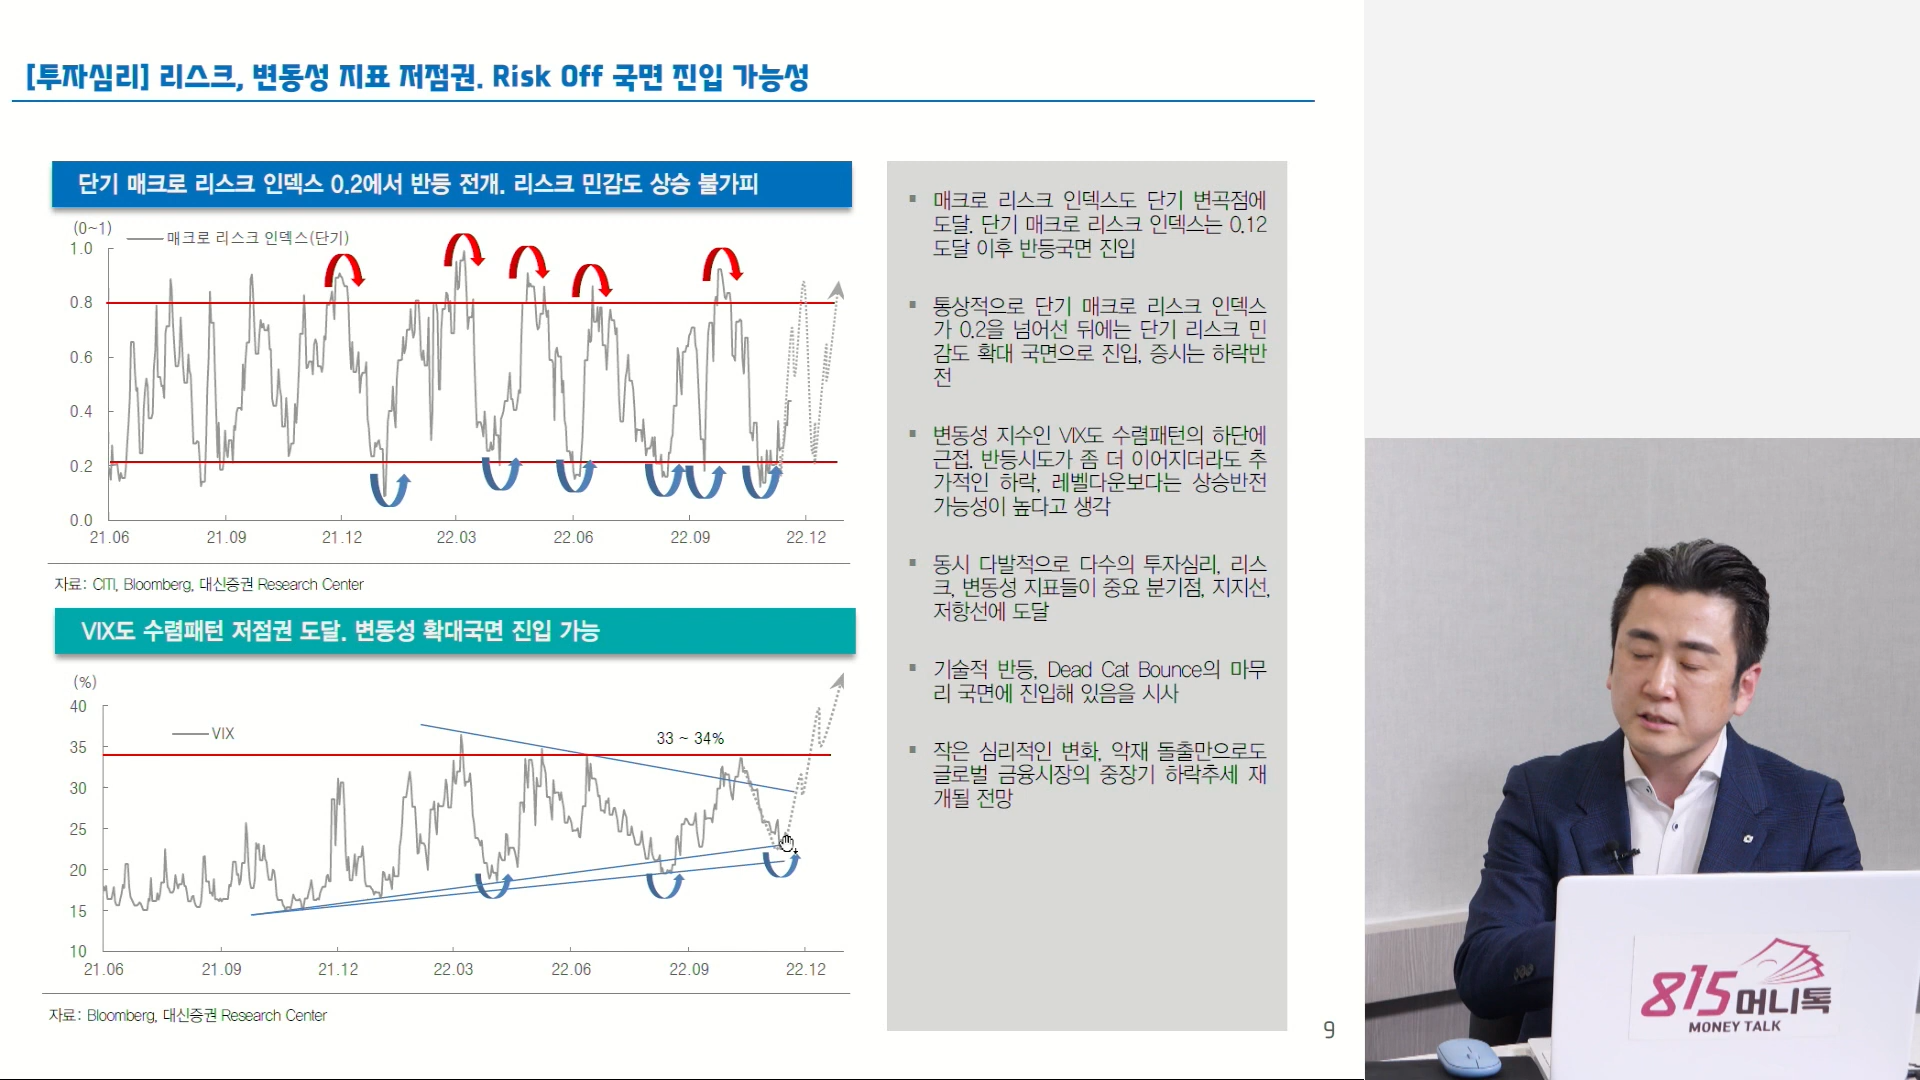 [투자심리] 리스크, 변동성 지표 저점권. Risk Off 국면 진입 가능성
단기 매크로 리스크 인덱스 0.2에서 반등 전개. 리스크 민감도 상승 불가피
(0~1)
매크로 리스크 인덱스(단기)
1.0
0.8
0.6
0.4
0.2
0.0
21.06 21.09 21.12 22.03 22.06 22.09 22.12
자료: CITI, Bloomberg, 대신증권 Research Center
VIX도 수렴패턴 저점권 도달. 변동성 확대국면 진입 가능
(%)
VIX
33 ~ 34%
40
35
30
25
20
15
10
21.06 21.09 21.12 22.03 22.06 22.09 22.12
자료: Bloomberg, 대신증권 Research Center
▪ 매크로 리스크 인덱스도 단기 변곡점에
도달. 단기 매크로 리스크 인덱스는 0.12
도달 이후 반등국면 진입
▪ 통상적으로 단기 매크로 리스크 인덱스
가 0.2을 넘어선 뒤에는 단기 리스크 민
감도 확대 국면으로 진입, 증시는 하락반
전
▪ 변동성 지수인 VIX도 수렴패턴의 하단에
근접. 반등시도가 좀 더 이어지더라도 추
가적인 하락, 레벨다운보다는 상승반전
가능성이 높다고 생각
▪ 동시 다발적으로 다수의 투자심리, 리스
크, 변동성 지표들이 중요 분기점, 지지선,
저항선에 도달
▪ 기술적 반등, Dead Cat Bounce의 마무
리 국면에 진입해 있음을 시사
▪ 작은 심리적인 변화, 악재 돌출만으로도
글로벌 금융시장의 중장기 하락추세 재
개될 전망
9
815머니톡
MONEY TALK